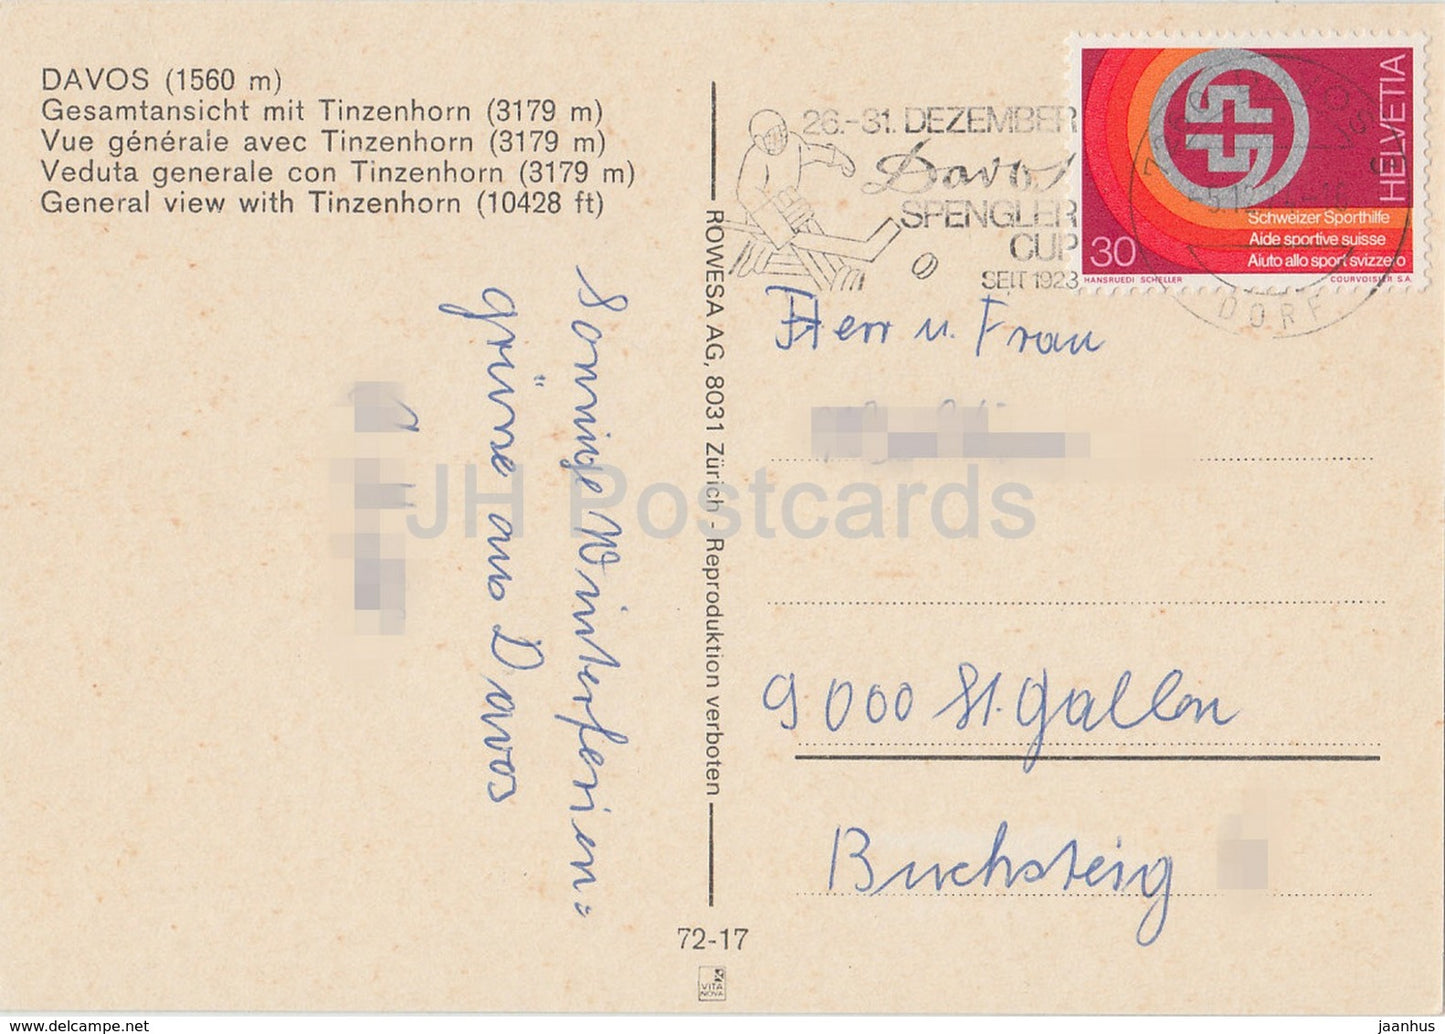 DAVOS (1560 m)
Gesamtansicht mit Tinzenhorn (3179 m)
Vue générale avec Tinzenhorn (3179 m)
Veduta generale con Tinzenhorn (3179 m)
General view with Tinzenhorn (10428 ft)
Sonnige Winterferien=
grüsse aus Davos
ROWESA AG, 8031 Zürich - Reproduktion verboten
72-17
VITA
NOVA
26.-31. DEZEMBER
Davos
SPENGLER
CUP
SEIT 1923
HELVETIA
Schweizer Sporthilfe
Aide sportive suisse
Aiuto allo sport svizzero
30
HANSRUEDI SCHELLER
COURVOISIER S.A.
DORF
Herr u. Frau
9000 St. Gallen
Buchsteig
JH Postcards
jaanhus — https://www.delcampe.net